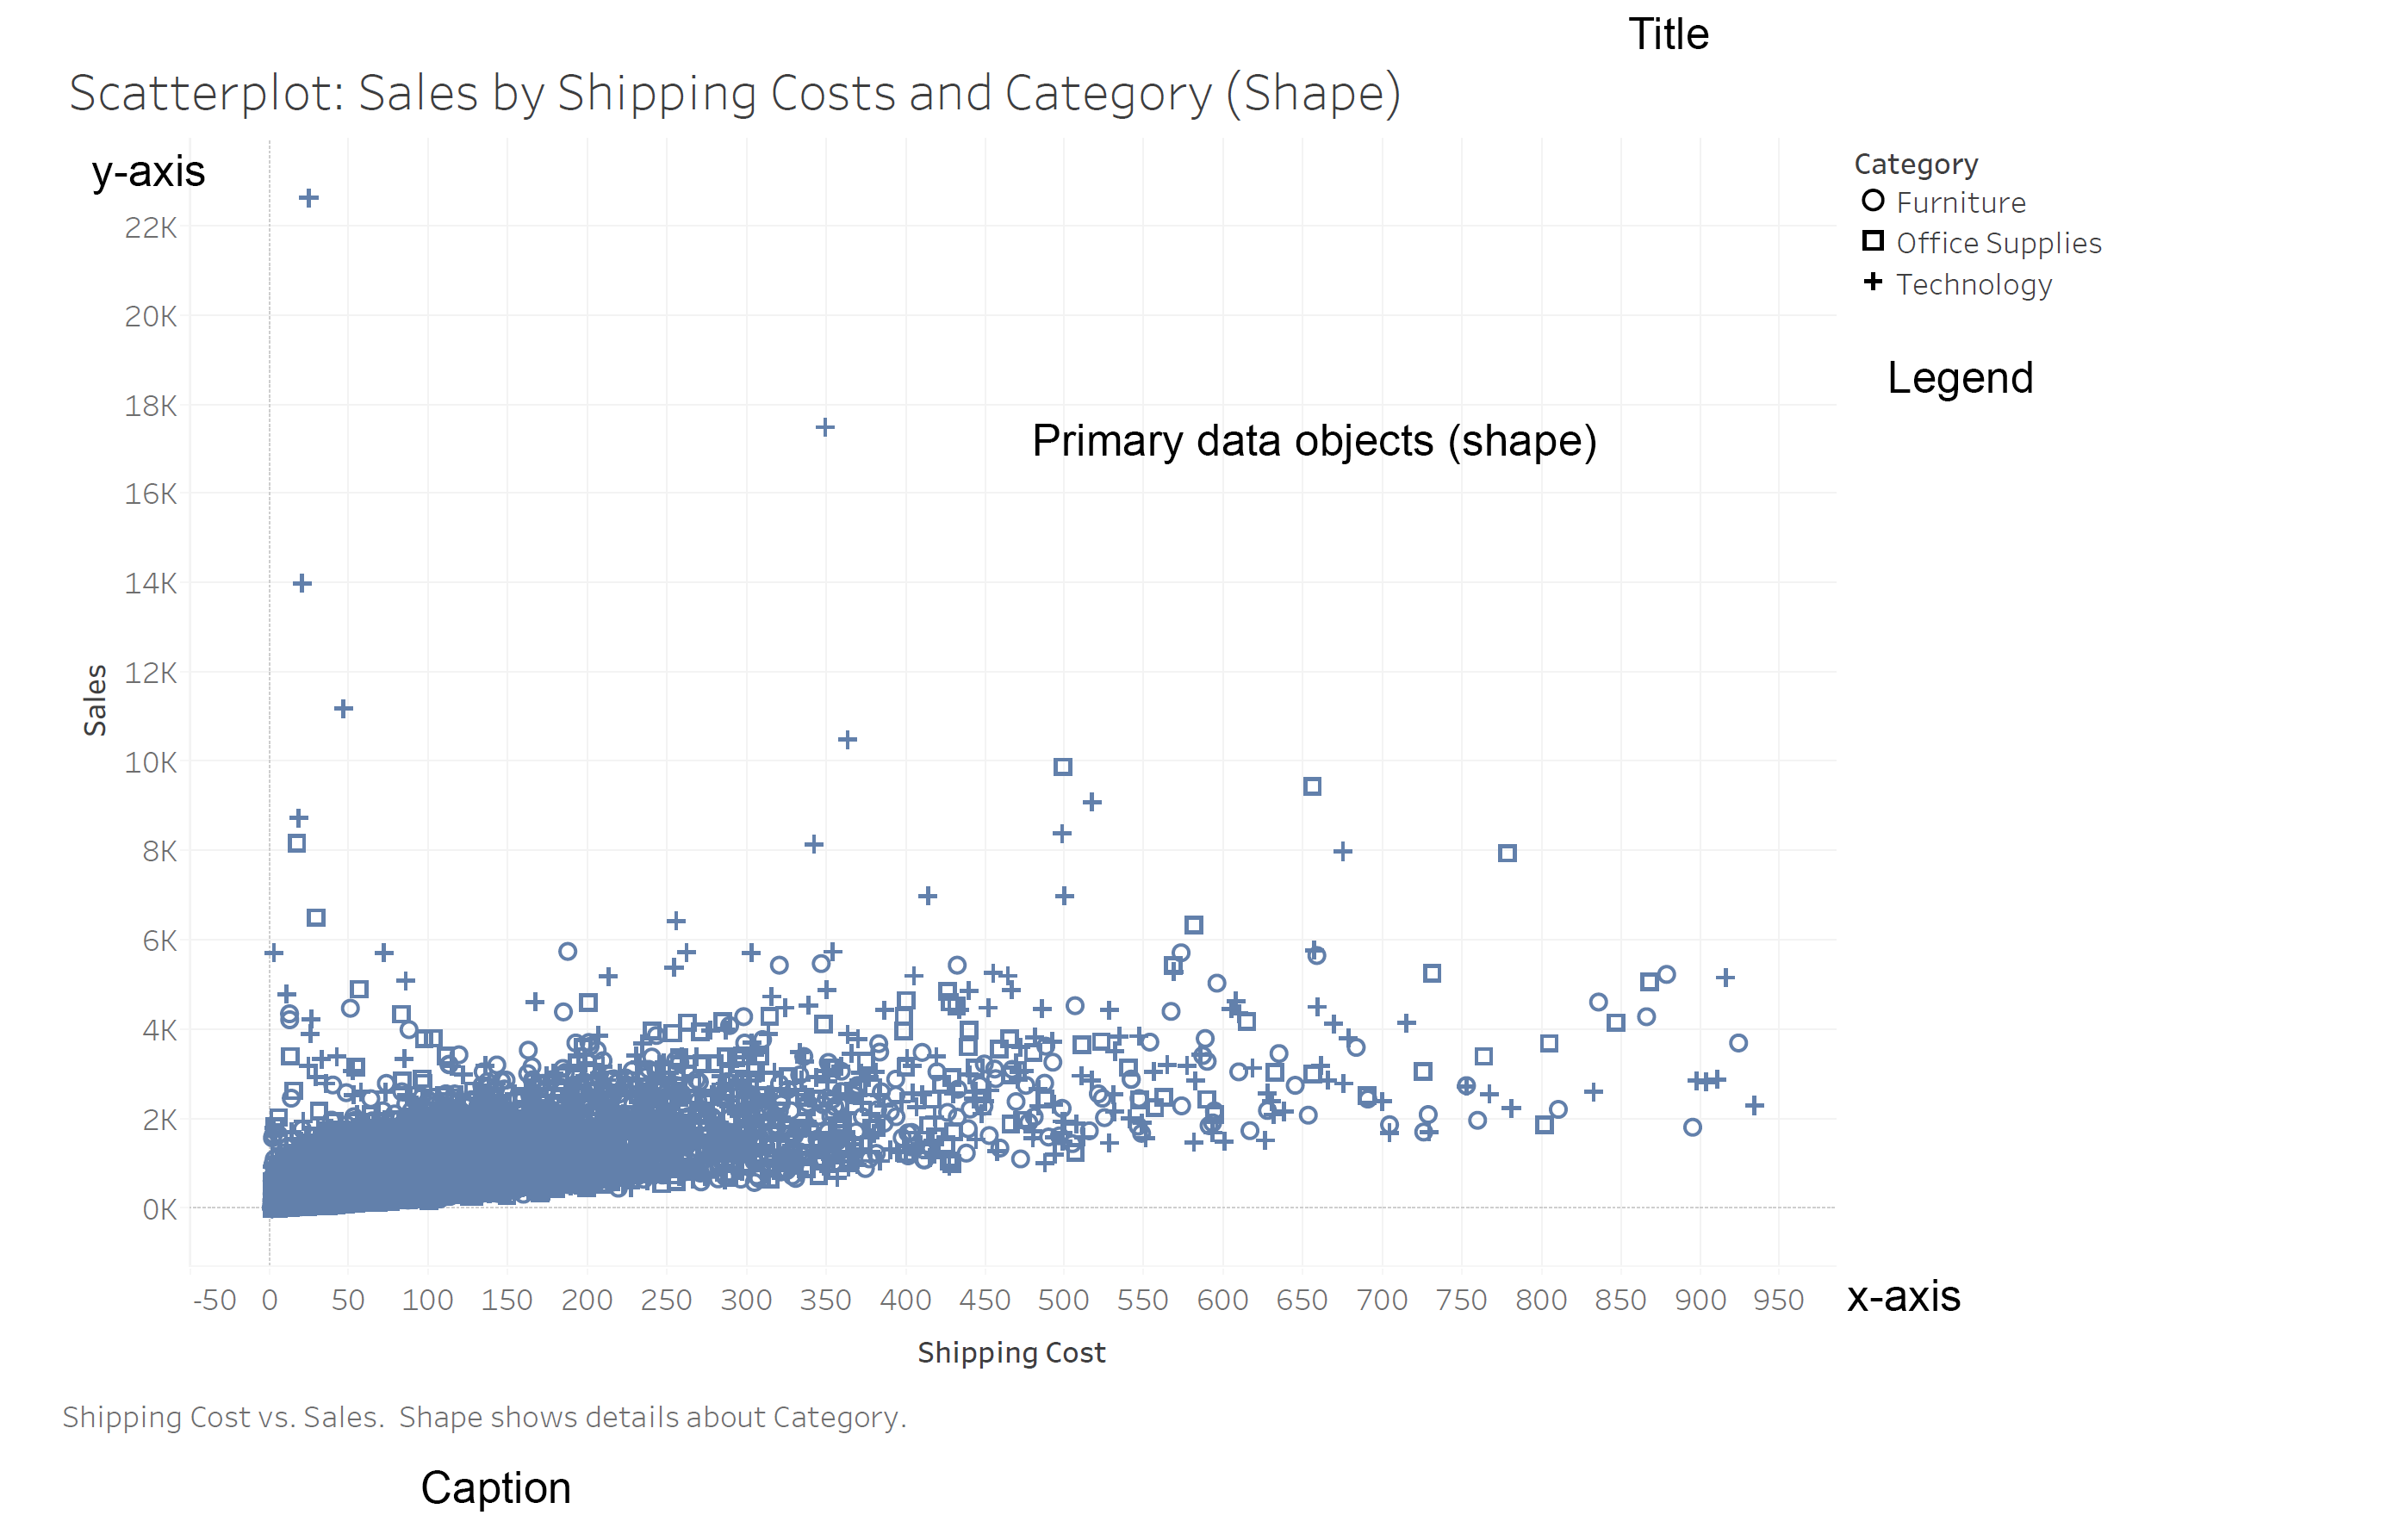 Title
Scatterplot: Sales by Shipping Costs and Category (Shape)
y-axis
Category
Furniture
Office Supplies
Technology
Legend
Primary data objects (shape)
22K
20K
18K
16K
14K
12K
10K
8K
6K
4K
2K
0K
Sales
-50 0 50 100 150 200 250 300 350 400 450 500 550 600 650 700 750 800 850 900 950
x-axis
Shipping Cost
Shipping Cost vs. Sales. Shape shows details about Category.
Caption